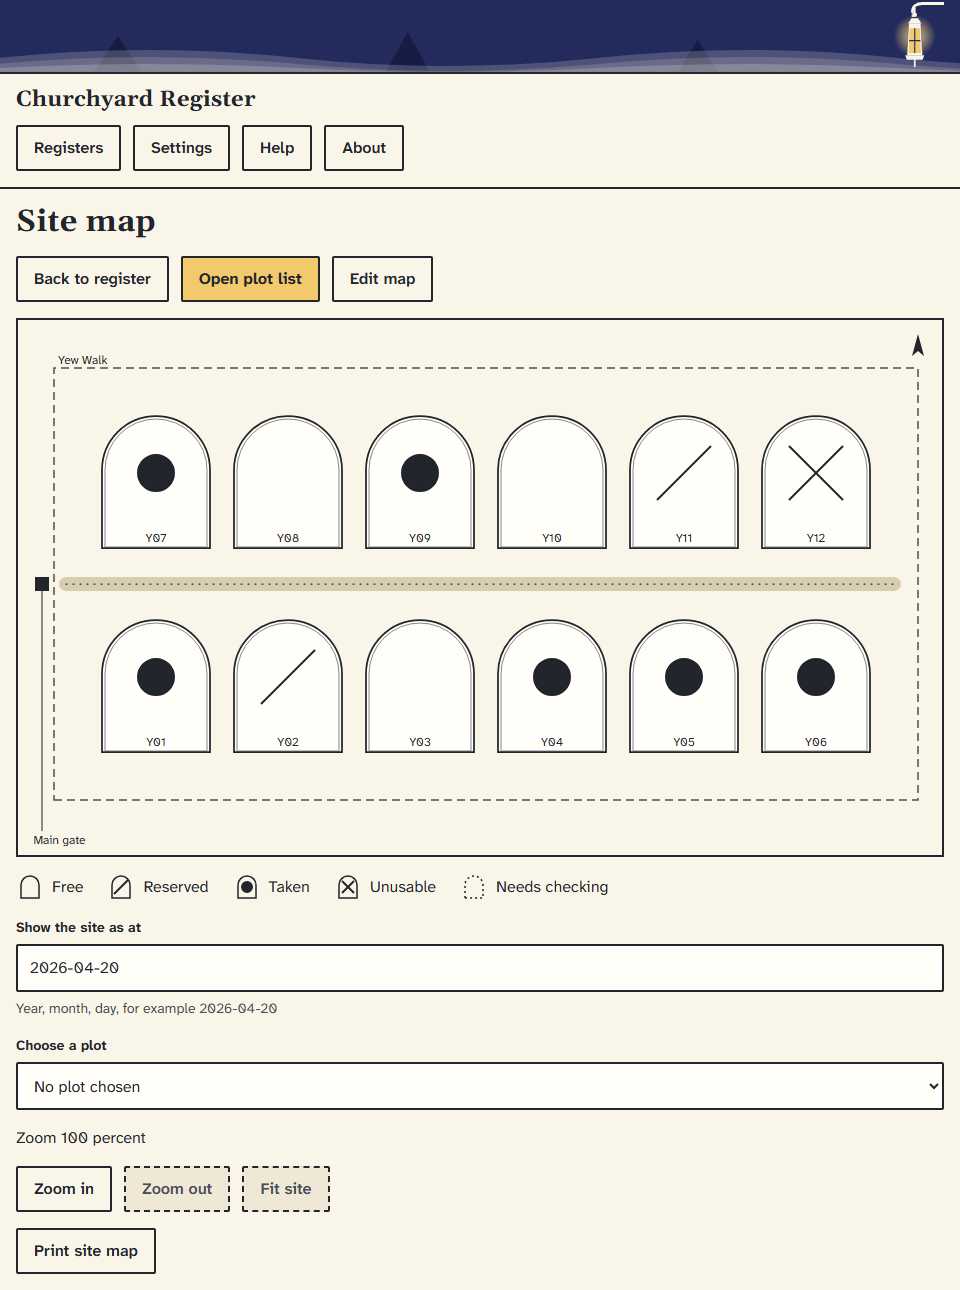 Churchyard Register
Registers Settings Help About
Site map
Back to register Open plot list Edit map
Yew Walk
Y07 Y08 Y09 Y10 Y11 Y12
Y01 Y02 Y03 Y04 Y05 Y06
Main gate
Free Reserved Taken Unusable Needs checking
Show the site as at
2026-04-20
Year, month, day, for example 2026-04-20
Choose a plot
No plot chosen
Zoom 100 percent
Zoom in Zoom out Fit site
Print site map